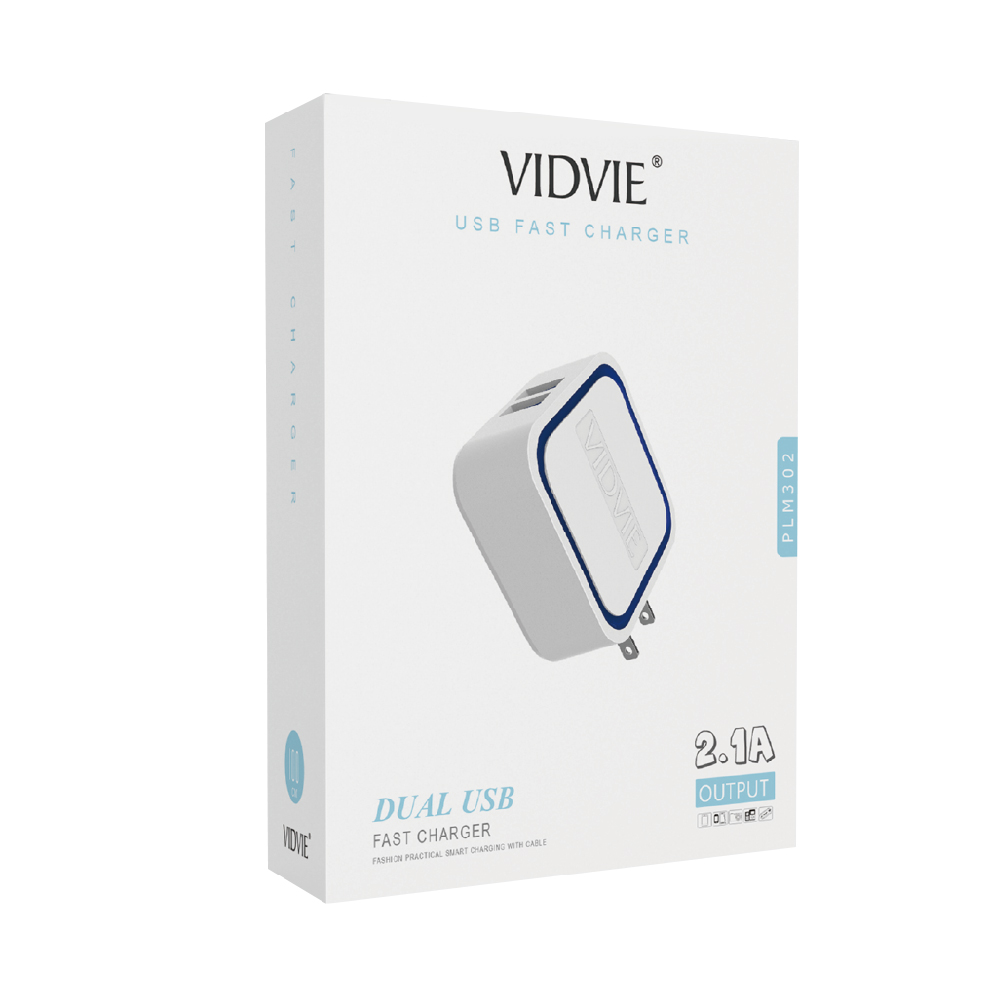 VIDVIE®
USB FAST CHARGER
VIDVIE
PLM302
2.1A
OUTPUT
DUAL USB
FAST CHARGER
FASHION PRACTICAL SMART CHARGING WITH CABLE
FAST CHARGER
100
VIDVIE®